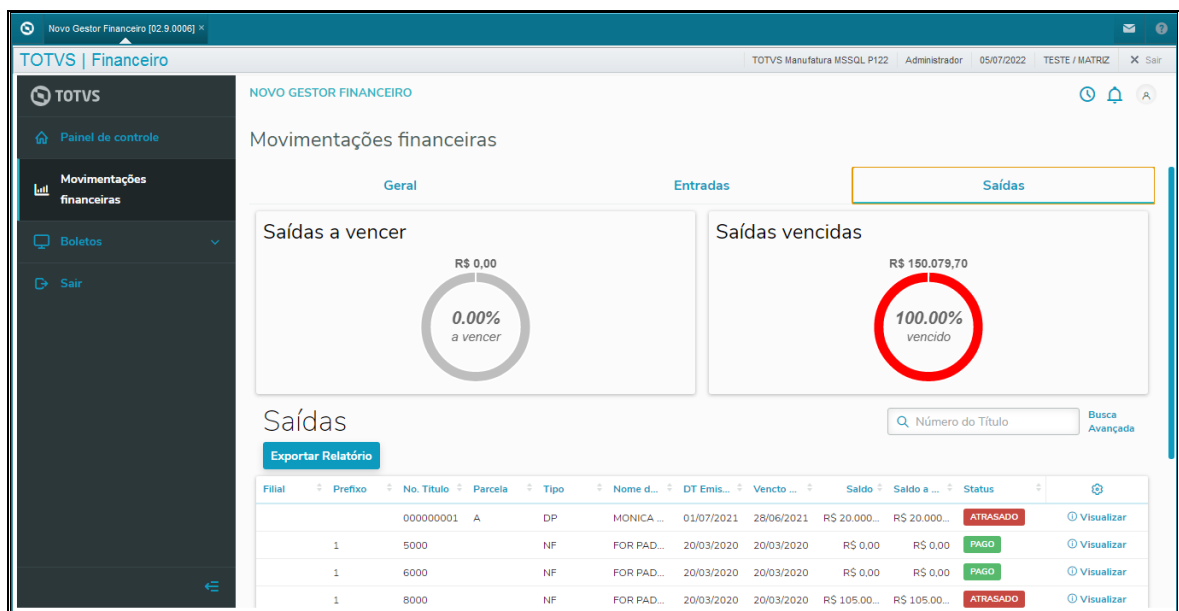 Novo Gestor Financeiro [02.9.0006] ×
TOTVS | Financeiro
TOTVS Manufatura MSSQL P122 Administrador 05/07/2022 TESTE / MATRIZ X Sair
TOTVS
NOVO GESTOR FINANCEIRO
A
Painel de controle
Movimentações financeiras
Movimentações
financeiras
Boletos
Sair
Geral Entradas Saídas
Saídas a vencer
R$ 0,00
0.00%
a vencer
Saídas vencidas
R$ 150.079,70
100.00%
vencido
Saídas
Número do Título
Busca
Avançada
Exportar Relatório
Filial Prefixo No. Titulo Parcela Tipo Nome d... DT Emis... Vencto ... Saldo Saldo a ... Status
000000001 A DP MONICA ... 01/07/2021 28/06/2021 R$ 20.000... R$ 20.000... ATRASADO Visualizar
1 5000 NF FOR PAD... 20/03/2020 20/03/2020 R$ 0,00 R$ 0,00 PAGO Visualizar
1 6000 NF FOR PAD... 20/03/2020 20/03/2020 R$ 0,00 R$ 0,00 PAGO Visualizar
1 8000 NF FOR PAD... 20/03/2020 20/03/2020 R$ 105.00... R$ 105.00... ATRASADO Visualizar